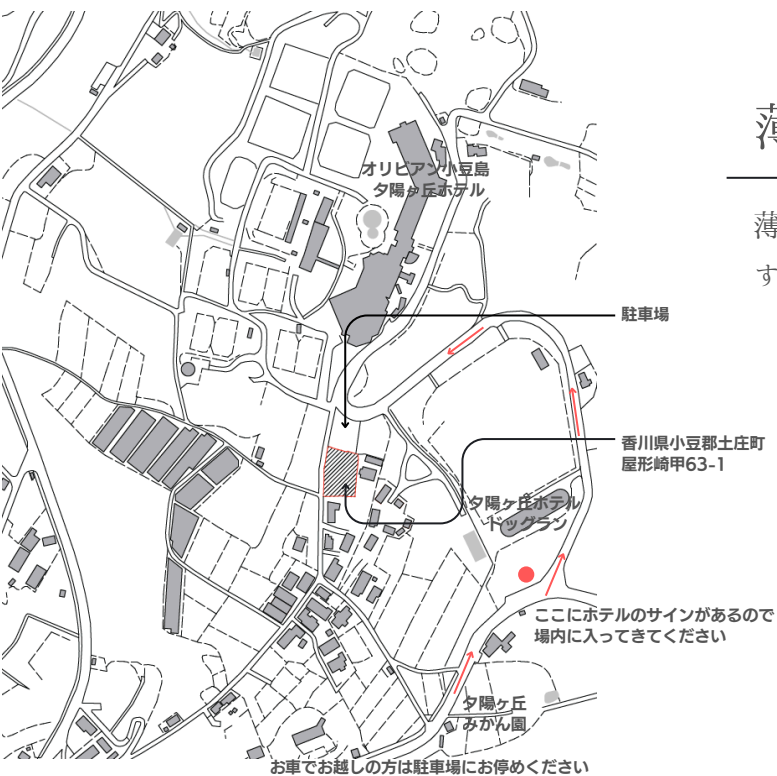 薄
薄
す
オリビアン小豆島
夕陽ヶ丘ホテル
駐車場
香川県小豆郡土庄町
屋形崎甲63-1
夕陽ヶ丘ホテル
ドッグラン
ここにホテルのサインがあるので
場内に入ってきてください
夕陽ヶ丘
みかん園
お車でお越しの方は駐車場にお停めください